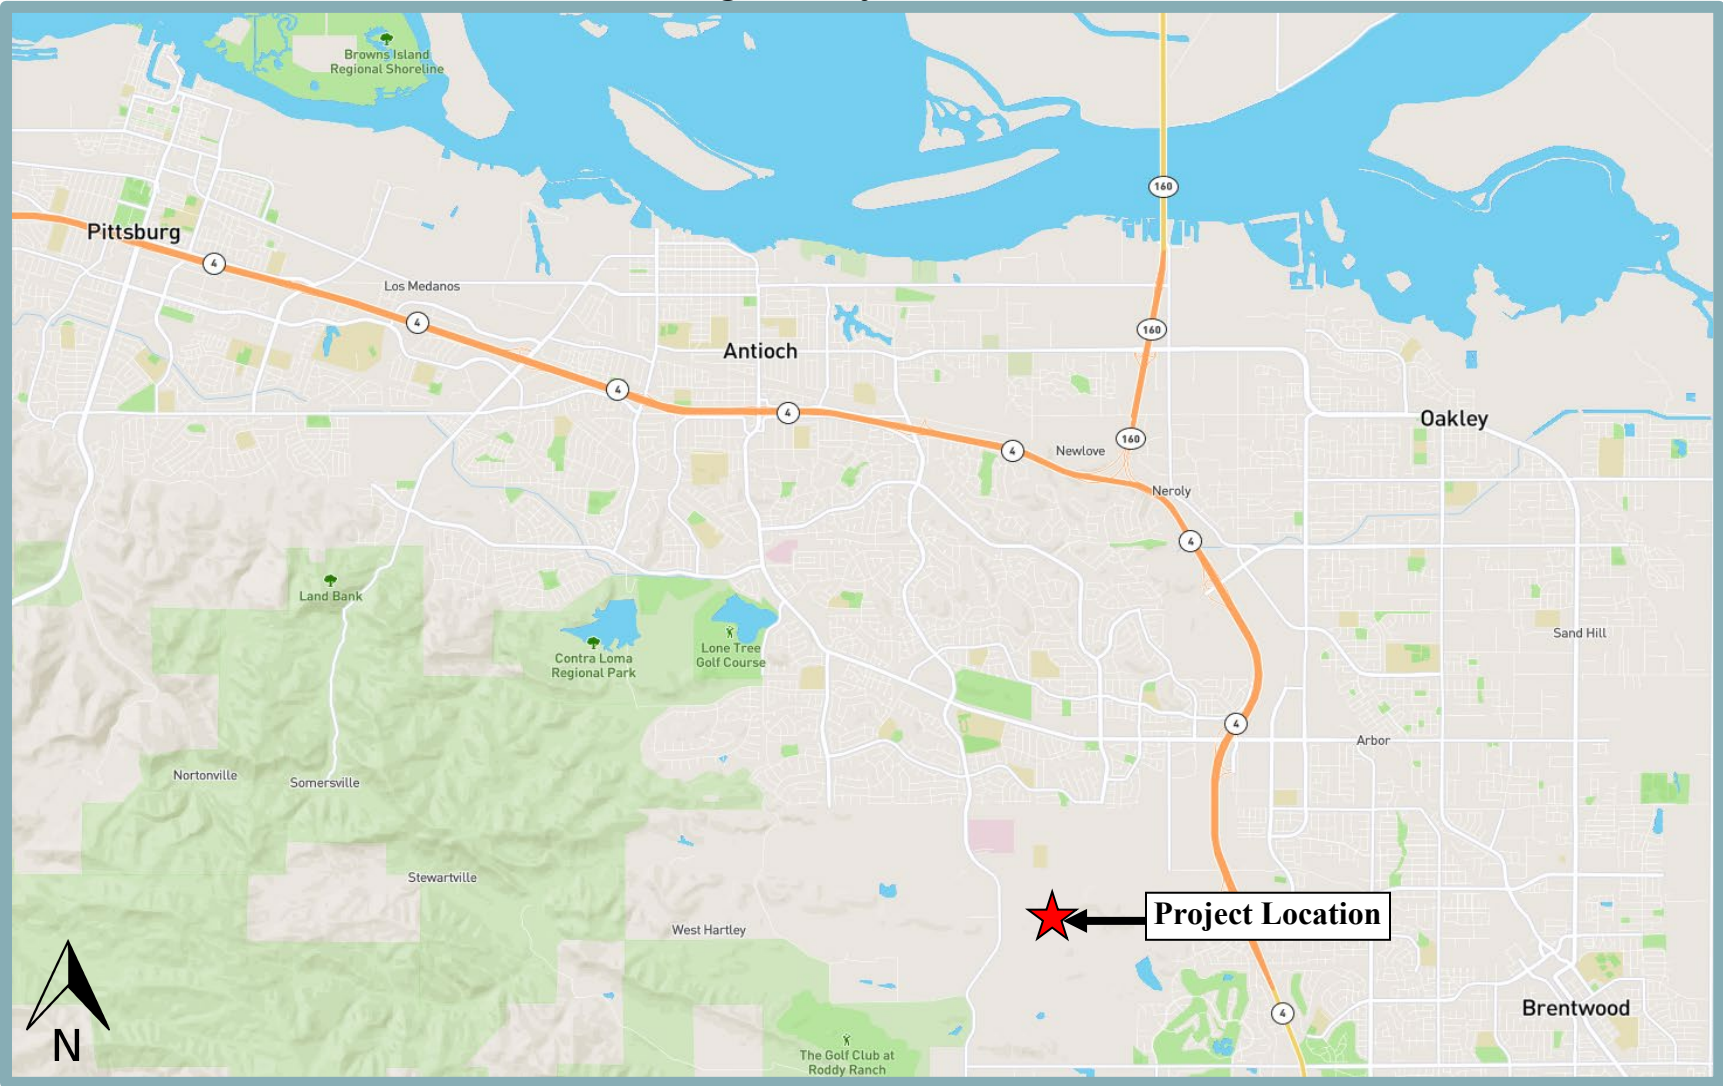 Browns Island
Regional Shoreline
160
Pittsburg
4
Los Medanos
4
160
Antioch
4
4
Oakley
160
4
Newlove
Neroly
4
Land Bank
Contra Loma
Regional Park
Lone Tree
Golf Course
Sand Hill
4
Arbor
Nortonville
Somersville
Stewartville
Project Location
West Hartley
Brentwood
4
N
The Golf Club at
Roddy Ranch